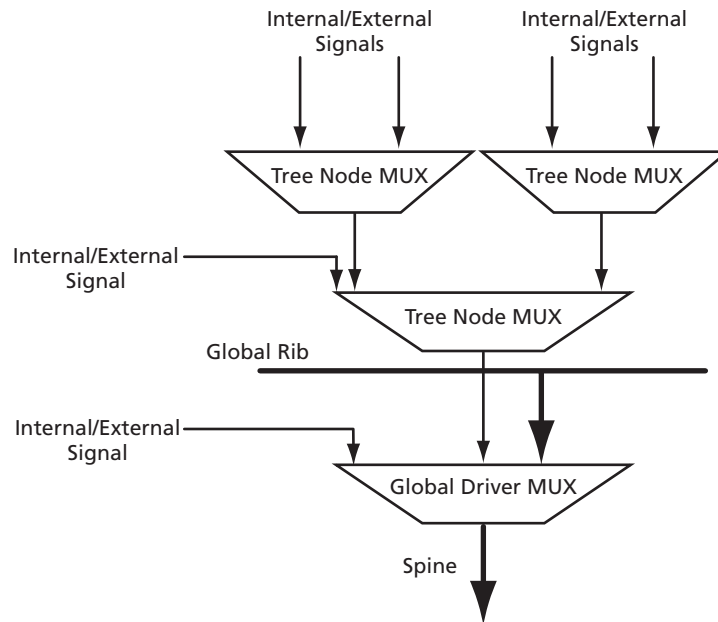 Internal/External
Signals
Internal/External
Signals
Tree Node MUX
Tree Node MUX
Internal/External
Signal
Tree Node MUX
Global Rib
Internal/External
Signal
Global Driver MUX
Spine